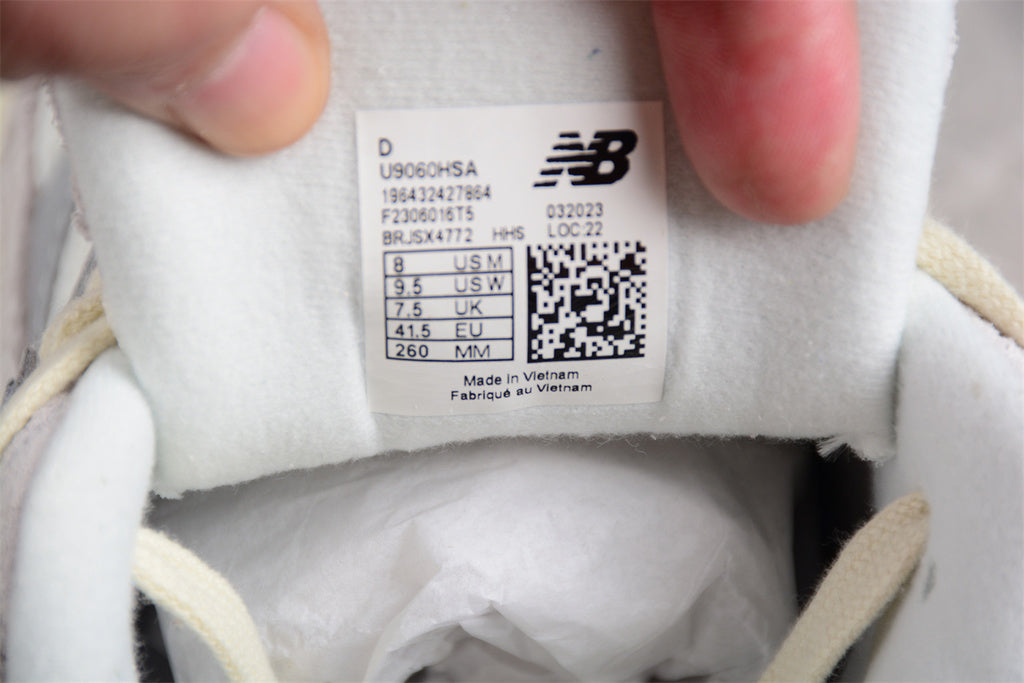 D
NB
U9060HSA
196432427864
F2306016T5 032023
BRJSX4772 HHS LOC:22
8 US M
9,5 US W
7,5 UK
41.5 EU
260 MM
Made in Vietnam
Fabriqué au Vietnam